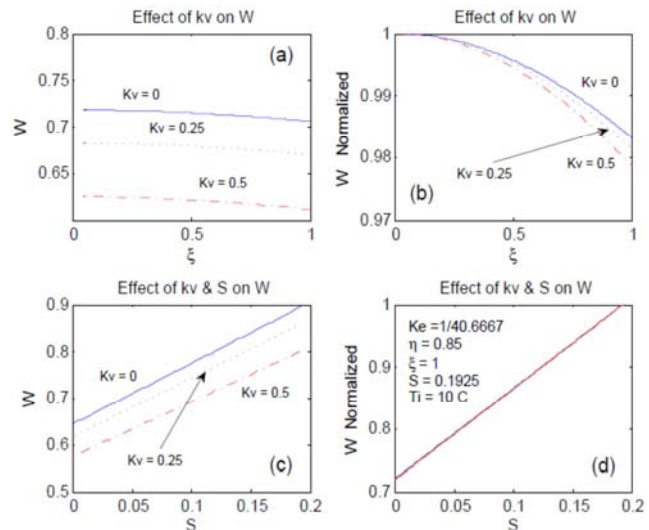 Effect of kv on W
0.8
0.75
0.7
0.65
W
(a)
Kv = 0
Kv = 0.25
Kv = 0.5
0
0.5
1
ξ
Effect of kv on W
1
0.99
0.98
0.97
W Normalized
Kv = 0
Kv = 0.25
Kv = 0.5
(b)
0
0.5
1
ξ
Effect of kv & S on W
0.9
0.8
0.7
0.6
0.5
W
Kv = 0
Kv = 0.5
Kv = 0.25
(c)
0
0.05
0.1
0.15
0.2
S
Effect of kv & S on W
1
0.9
0.8
0.7
W Normalized
Ke =1/40.6667
η = 0.85
ξ = 1
S = 0.1925
Ti = 10 C
(d)
0
0.05
0.1
0.15
0.2
S